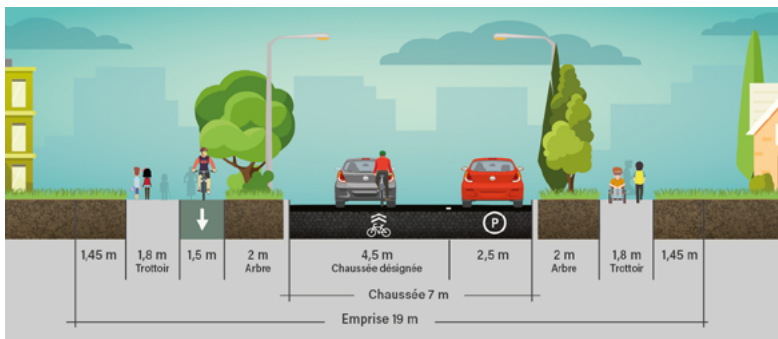 P
1,45 m
1,8 m
Trottoir
1,5 m
2 m
Arbre
4,5 m
Chaussée désignée
2,5 m
2 m
Arbre
1,8 m
Trottoir
1,45 m
Chaussée 7 m
Emprise 19 m